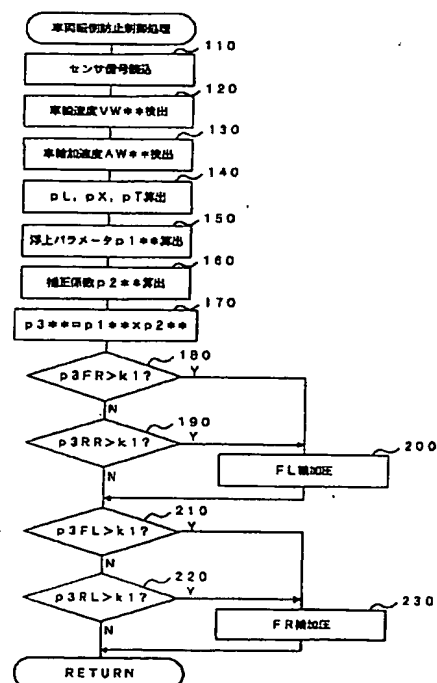 車両転倒防止制御処理
110
センサ信号読込
120
車輪速度VW**検出
130
車輪加速度AW**検出
140
pL, pX, pT算出
150
浮上パラメータp1**算出
160
補正係数p2**算出
170
p3**=p1**xp2**
180
p3FR>k1?
Y
N
190
p3RR>k1?
Y
N
200
FL輪加圧
210
p3FL>k1?
Y
N
220
p3RL>k1?
Y
N
230
FR輪加圧
RETURN